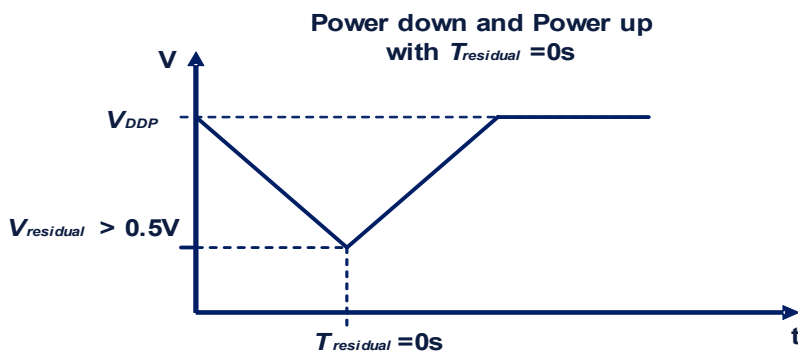 Power down and Power up
with Tresidual =0s
V
VDDP
Vresidual > 0.5V
Tresidual =0s
t